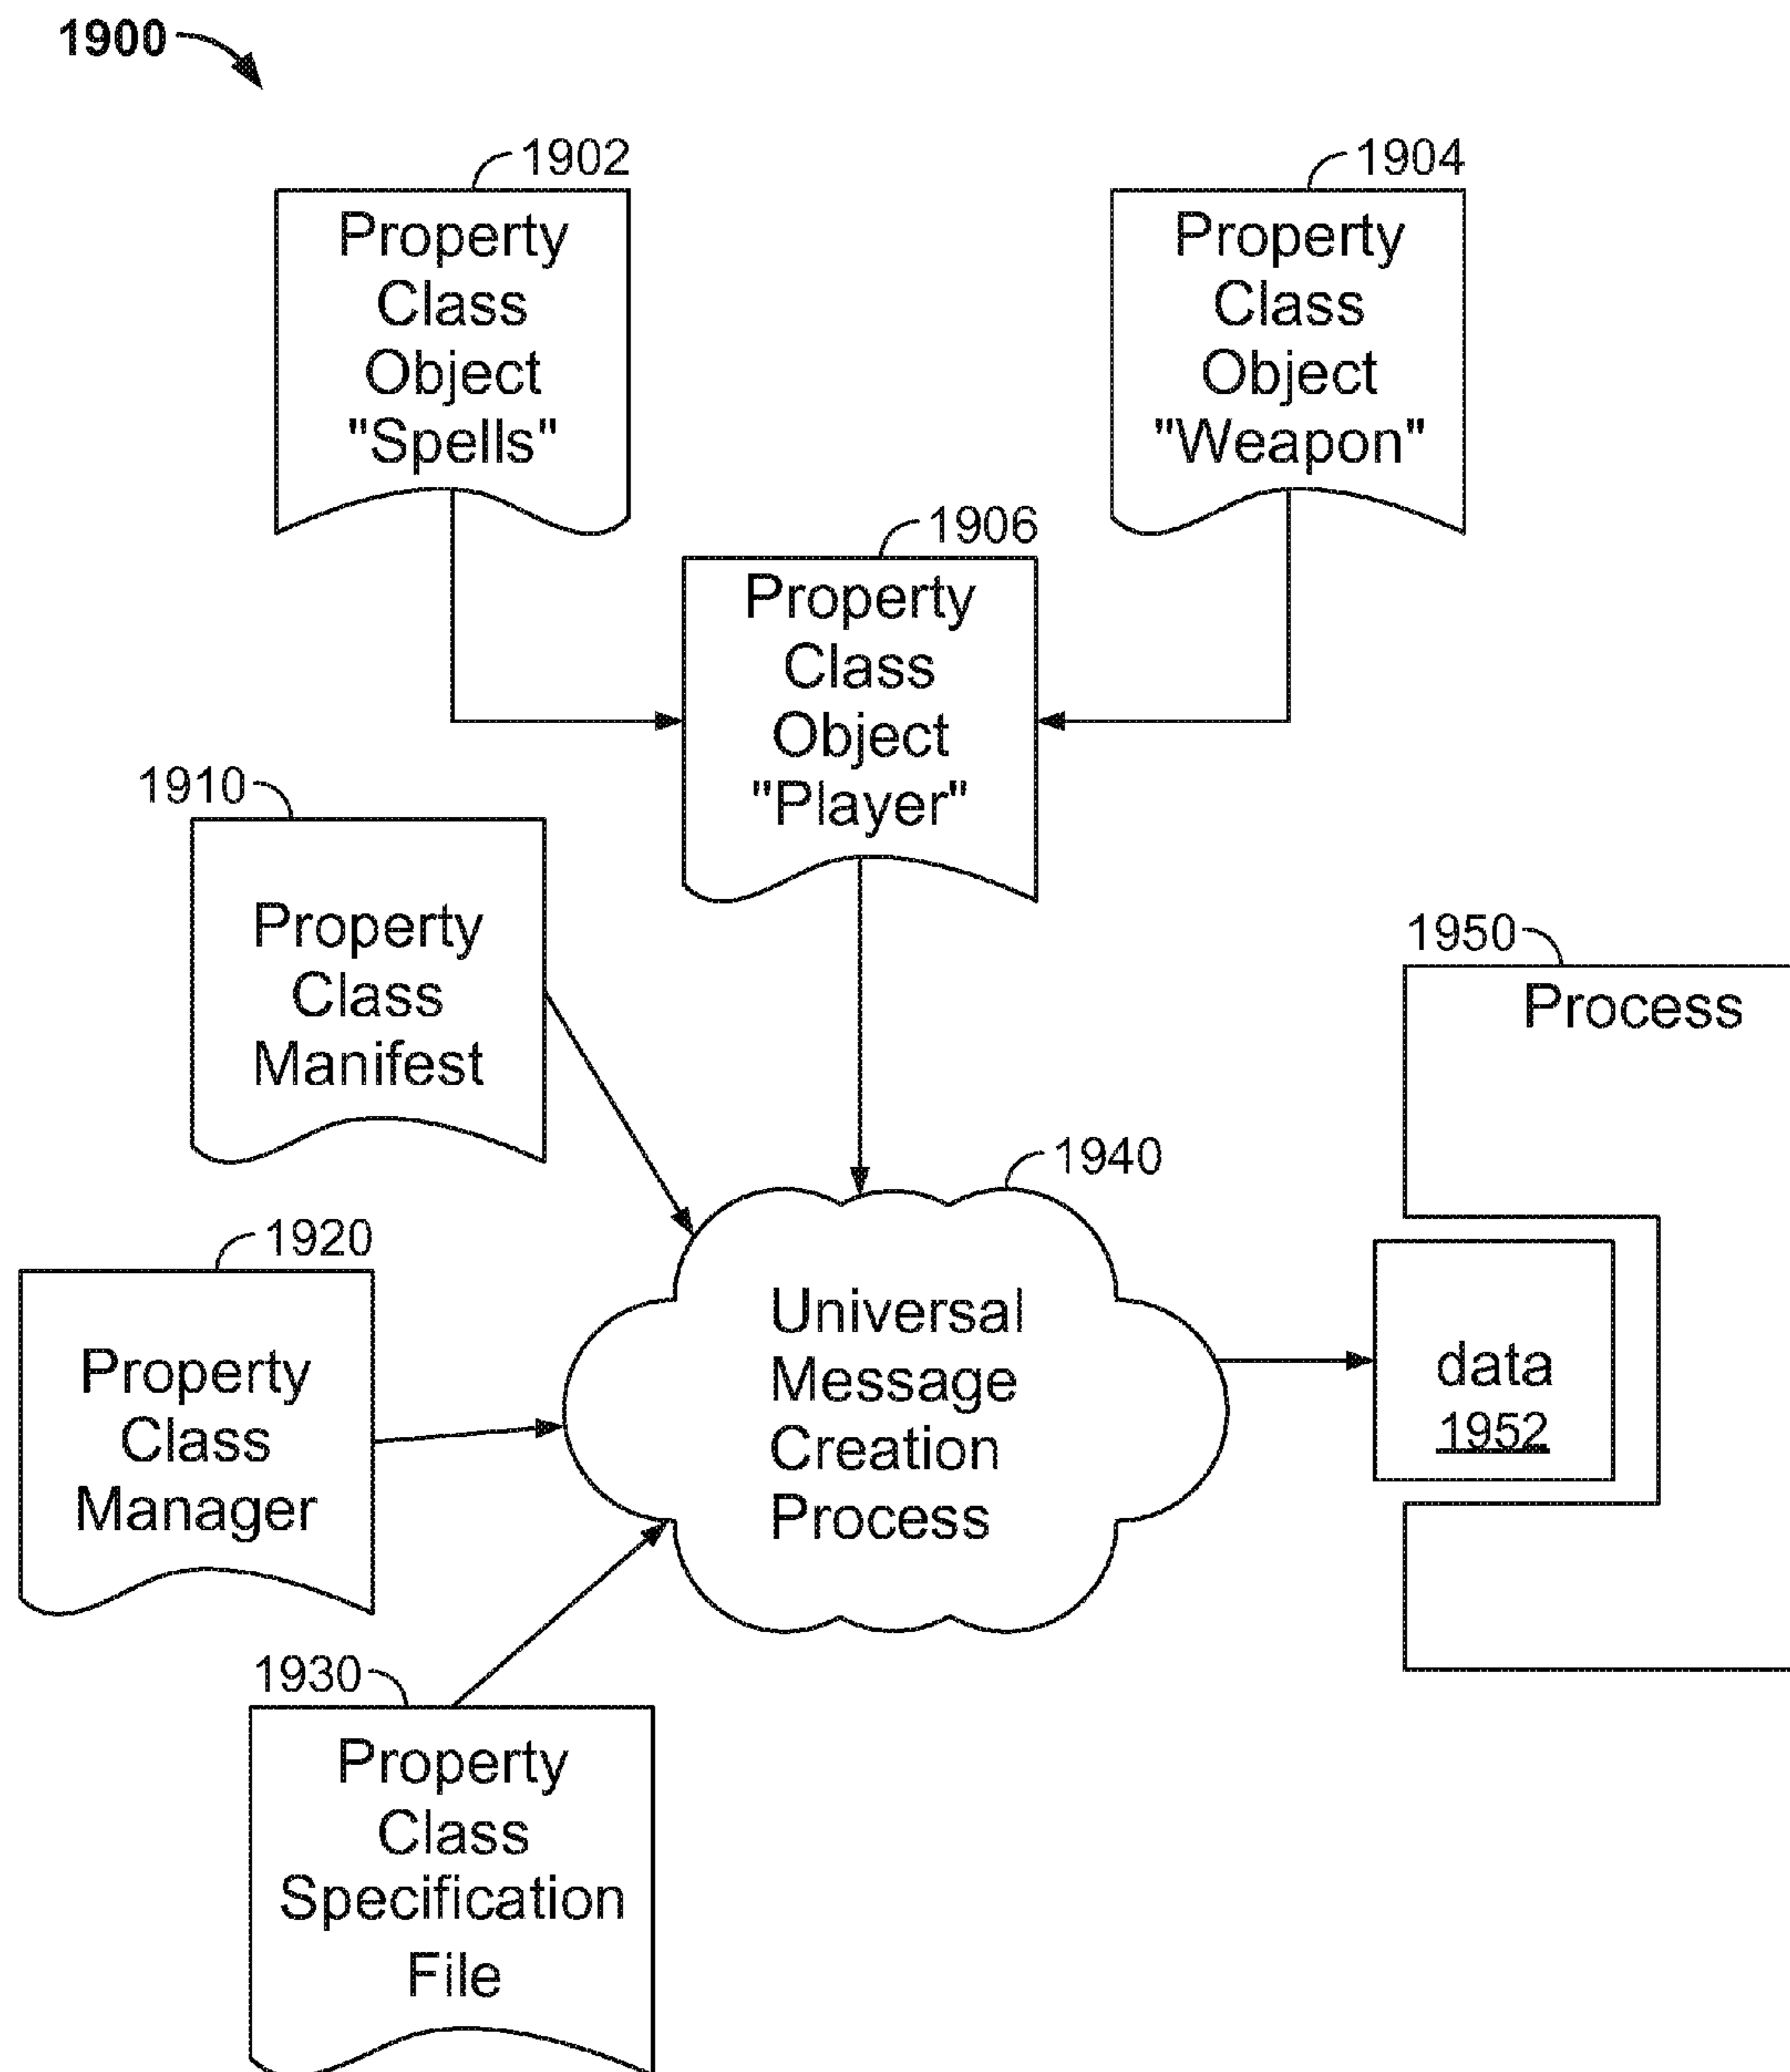 1900
1902
Property
Class
Object
"Spells"
1904
Property
Class
Object
"Weapon"
1906
Property
Class
Object
"Player"
1910
Property
Class
Manifest
1950
Process
1940
Universal
Message
Creation
Process
1920
Property
Class
Manager
data
1952
1930
Property
Class
Specification
File